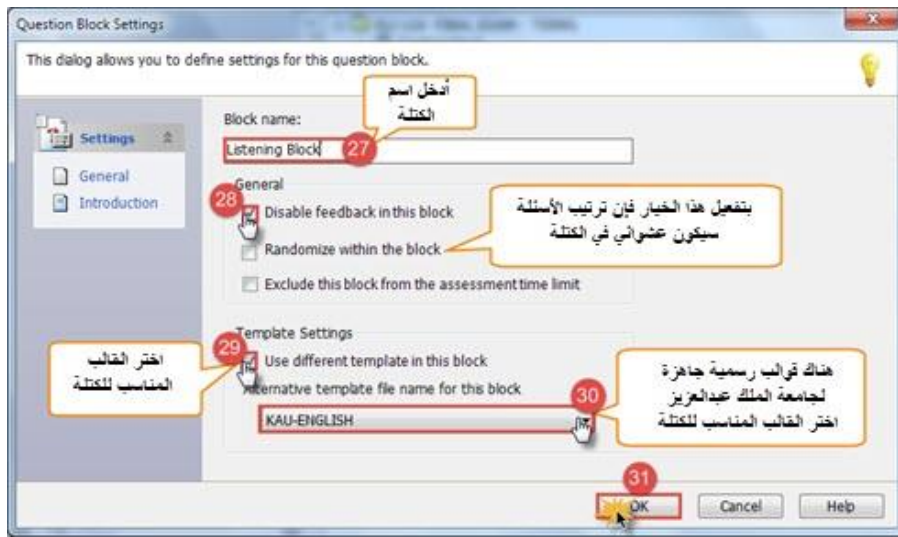 Question Block Settings
This dialog allows you to define settings for this question block.
أدخل اسم
الكتلة
Block name:
Listening Block
27
Settings
General
Introduction
General
28
Disable feedback in this block
Randomize within the block
بتفعيل هذا الخيار فإن ترتيب الأسئلة
سيكون عشوائي في الكتلة
Exclude this block from the assessment time limit
Template Settings
29
Use different template in this block
اختر القالب
المناسب للكتلة
Alternative template file name for this block
30
KAU-ENGLISH
هناك قوالب رسمية جاهزة
لجامعة الملك عبدالعزيز
اختر القالب المناسب للكتلة
31
OK
Cancel
Help